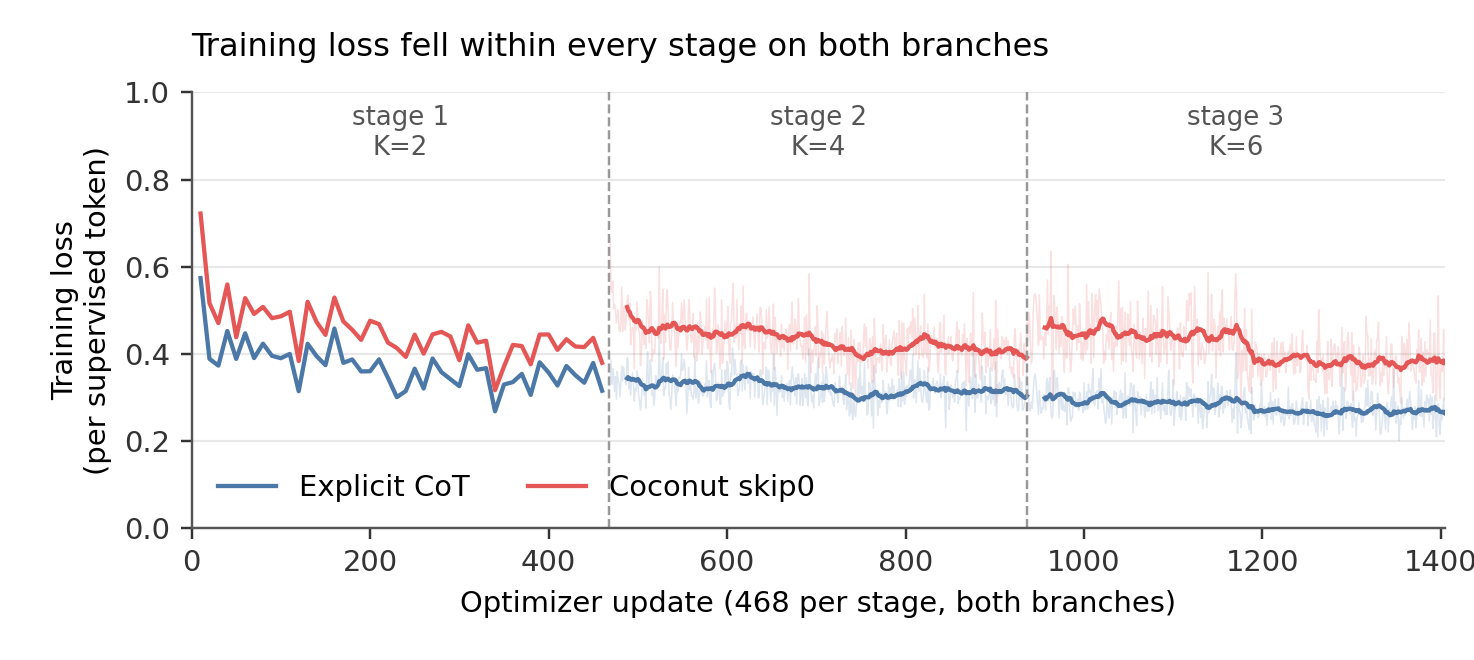 Training loss fell within every stage on both branches
1.0
0.8
0.6
0.4
0.2
0.0
Training loss
(per supervised token)
stage 1
K=2
stage 2
K=4
stage 3
K=6
Explicit CoT
Coconut skip0
0 200 400 600 800 1000 1200 1400
Optimizer update (468 per stage, both branches)